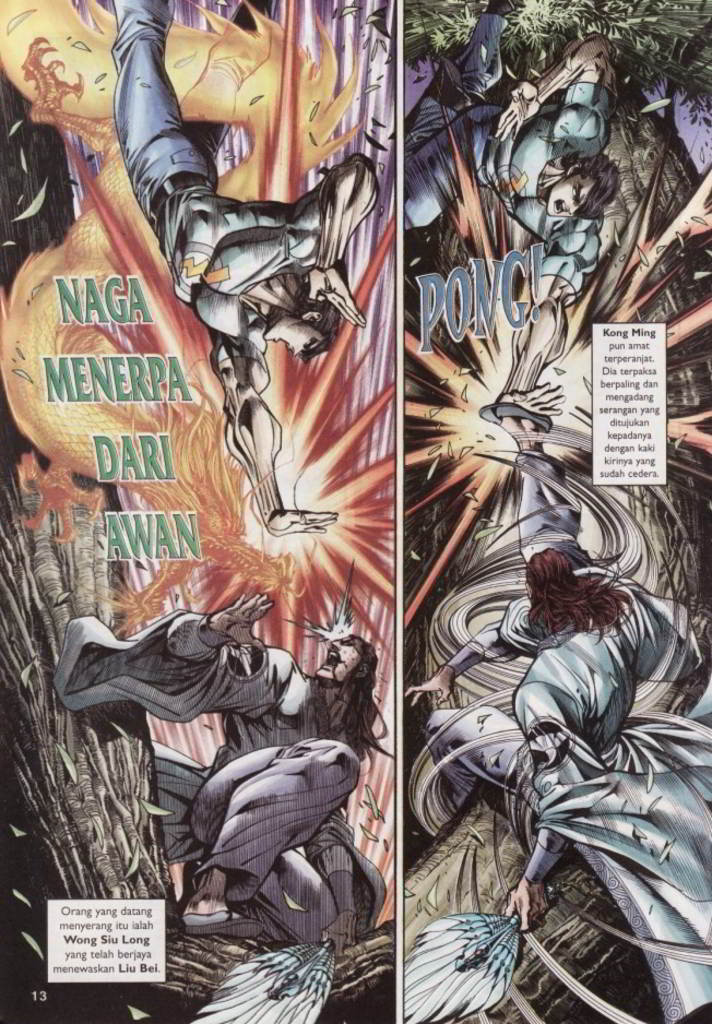 NAGA
MENERPA
DARI
AWAN
Orang yang datang
menyerang itu ialah
Wong Siu Long
yang telah berjaya
menewaskan Liu Bei.
13
PONG!
Kong Ming
pun amat
terperanjat.
Dia terpaksa
berpaling dan
mengadang
serangan yang
ditujukan
kepadanya
dengan kaki
kirinya yang
sudah cedera.